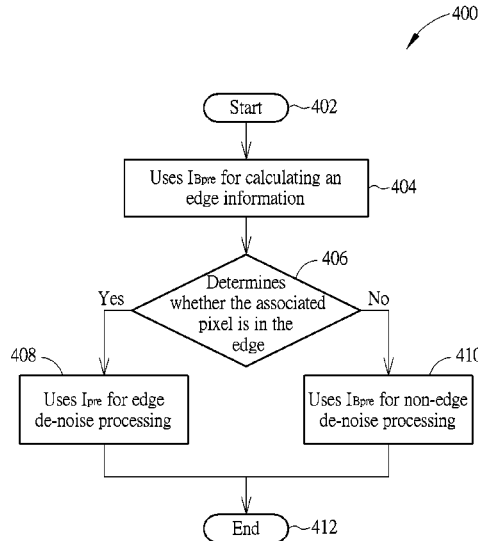 400
Start
402
Uses IBpre for calculating an
edge information
404
406
Determines
whether the associated
pixel is in the
edge
Yes
No
408
Uses Ipre for edge
de-noise processing
410
Uses IBpre for non-edge
de-noise processing
End
412